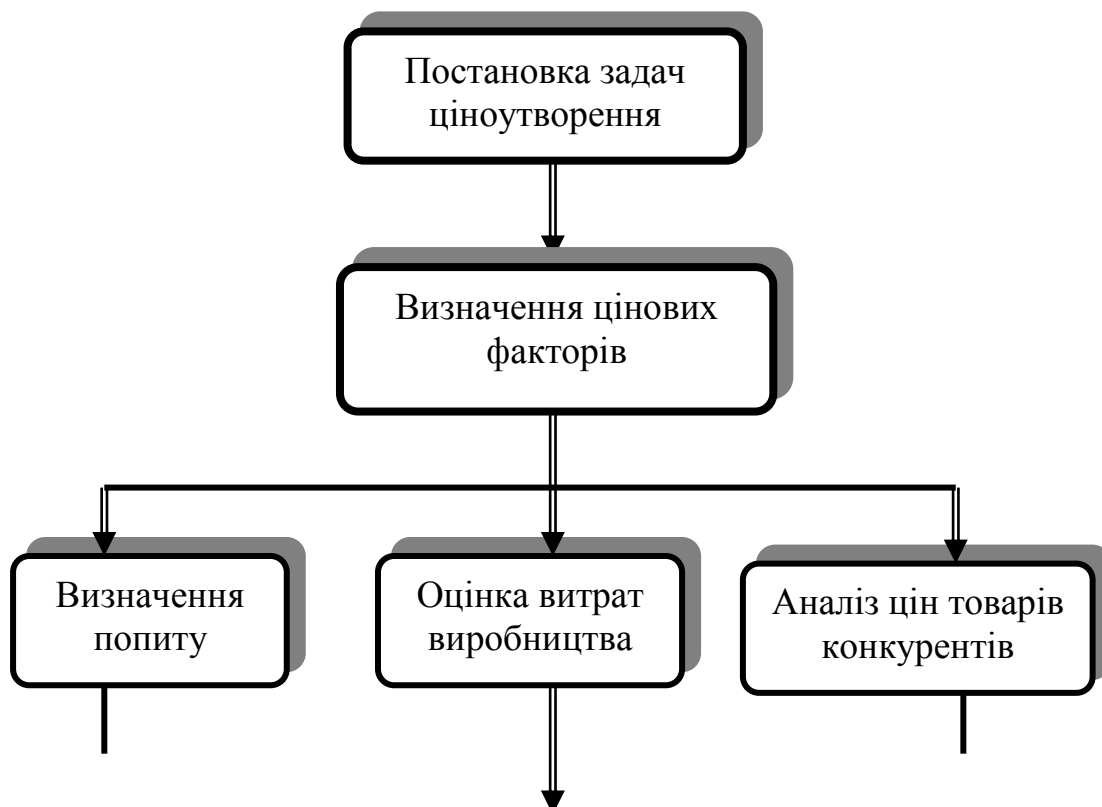 Постановка задач
ціноутворення
Визначення цінових
факторів
Визначення
попиту
Оцінка витрат
виробництва
Аналіз цін товарів
конкурентів